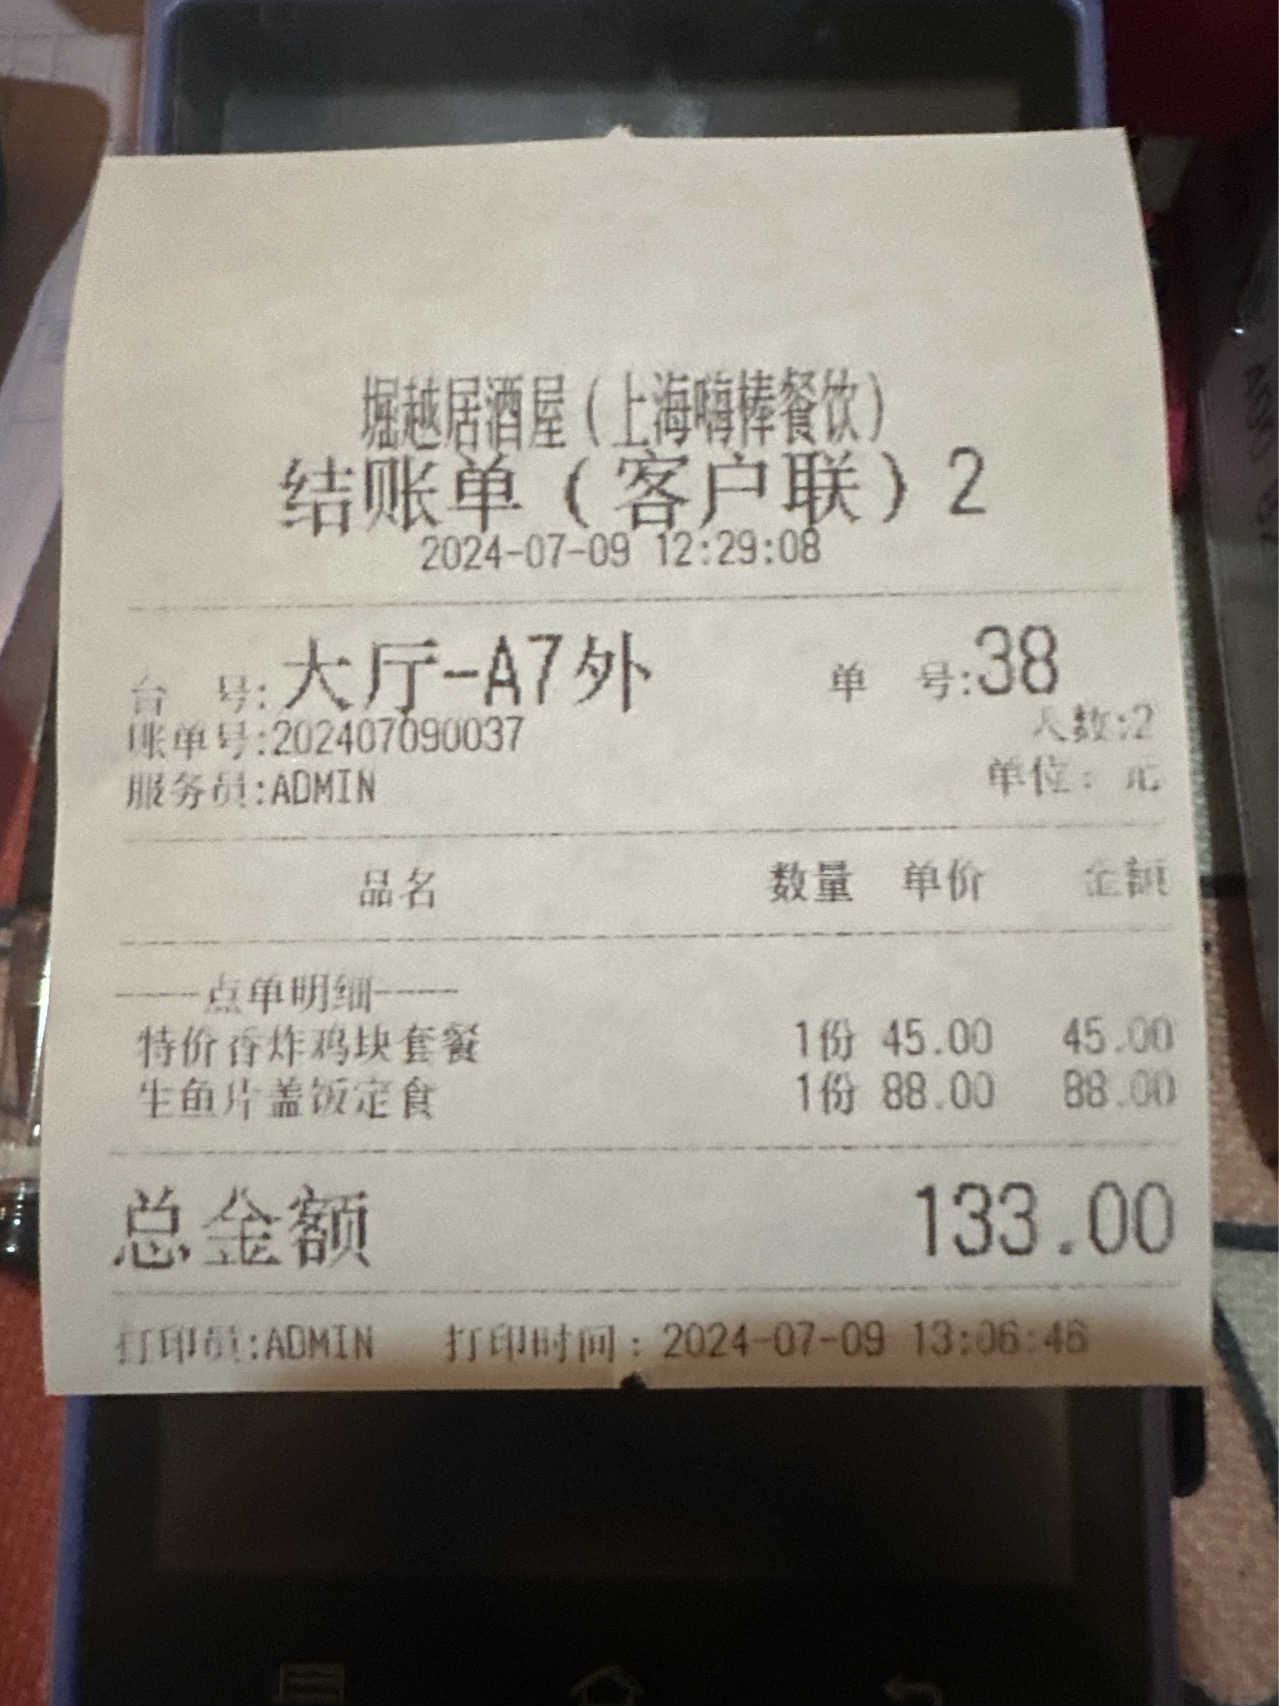 堀越居酒屋(上海嗨棒餐饮)
结账单(客户联)2
2024-07-09 12:29:08
台 号:大厅-A7外 单 号:38
账单号:202407090037 人数:2
服务员:ADMIN 单位: 元
品名 数量 单价 金额
----点单明细----
特价香炸鸡块套餐 1份 45.00 45.00
生鱼片盖饭定食 1份 88.00 88.00
总金额 133.00
打印员:ADMIN 打印时间: 2024-07-09 13:06:46